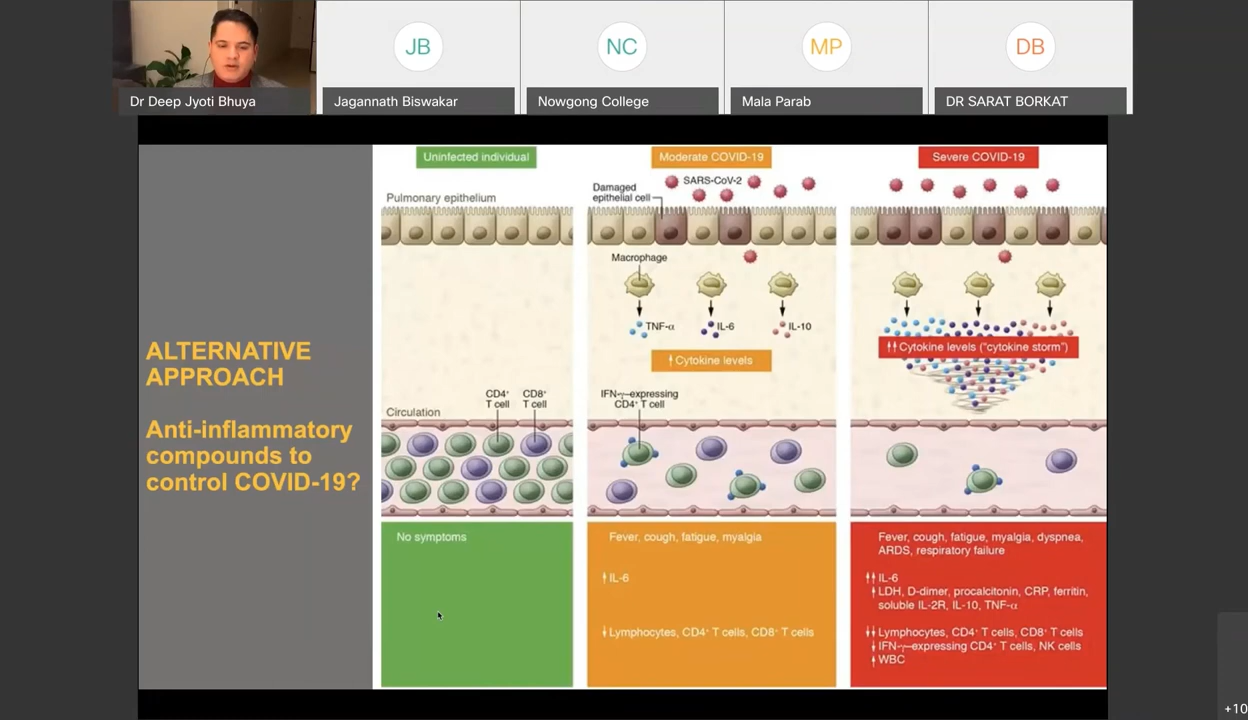 JB
NC
MP
DB
Dr Deep Jyoti Bhuya
Jagannath Biswakar
Nowgong College
Mala Parab
DR SARAT BORKAT
ALTERNATIVE
APPROACH
Anti-inflammatory
compounds to
control COVID-19?
Uninfected individual
Pulmonary epithelium
CD4+ CD8+
T cell T cell
Circulation
No symptoms
Moderate COVID-19
SARS-CoV-2
Damaged
epithelial cell
Macrophage
TNF-α IL-6 IL-10
↑ Cytokine levels
IFN-γ–expressing
CD4+ T cell
Fever, cough, fatigue, myalgia
↑ IL-6
↓ Lymphocytes, CD4+ T cells, CD8+ T cells
Severe COVID-19
↑↑ Cytokine levels (“cytokine storm”)
Fever, cough, fatigue, myalgia, dyspnea,
ARDS, respiratory failure
↑↑ IL-6
↑ LDH, D-dimer, procalcitonin, CRP, ferritin,
soluble IL-2R, IL-10, TNF-α
↓↓ Lymphocytes, CD4+ T cells, CD8+ T cells
↓ IFN-γ–expressing CD4+ T cells, NK cells
↑ WBC
+10